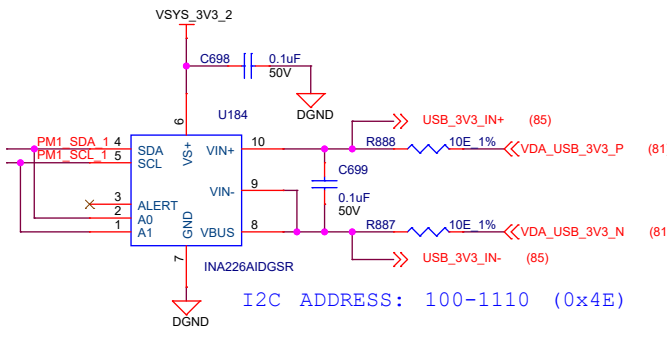 VSYS_3V3_2
C698
0.1uF
50V
DGND
U184
USB_3V3_IN+ (85)
6
PM1_SDA_1 4 SDA VS+ VIN+ 10 R888 10E_1% VDA_USB_3V3_P (81
PM1_SCL_1 5 SCL
C699
VIN- 9
0.1uF
50V
3 ALERT
2 A0
1 A1 GND VBUS 8 R887 10E_1% VDA_USB_3V3_N (81
7
INA226AIDGSR
USB_3V3_IN- (85)
I2C ADDRESS: 100-1110 (0x4E)
DGND